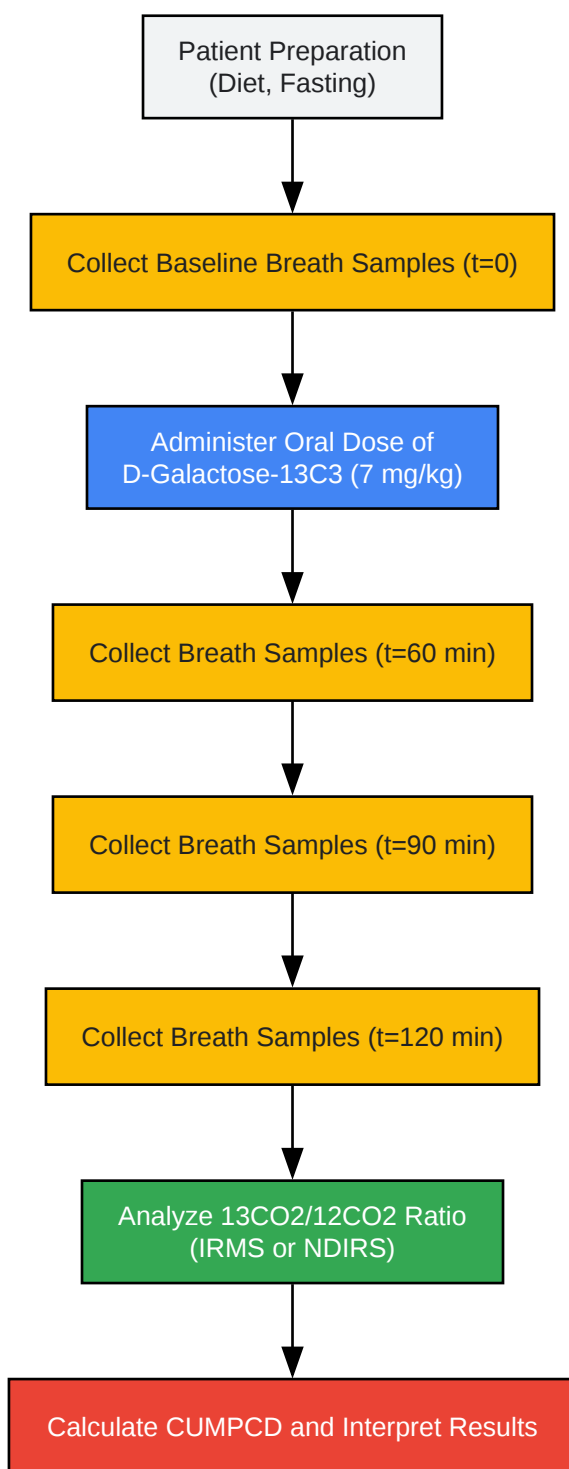 Patient Preparation
(Diet, Fasting)
Collect Baseline Breath Samples (t=0)
Administer Oral Dose of
D-Galactose-13C3 (7 mg/kg)
Collect Breath Samples (t=60 min)
Collect Breath Samples (t=90 min)
Collect Breath Samples (t=120 min)
Analyze 13CO2/12CO2 Ratio
(IRMS or NDIRS)
Calculate CUMPCD and Interpret Results